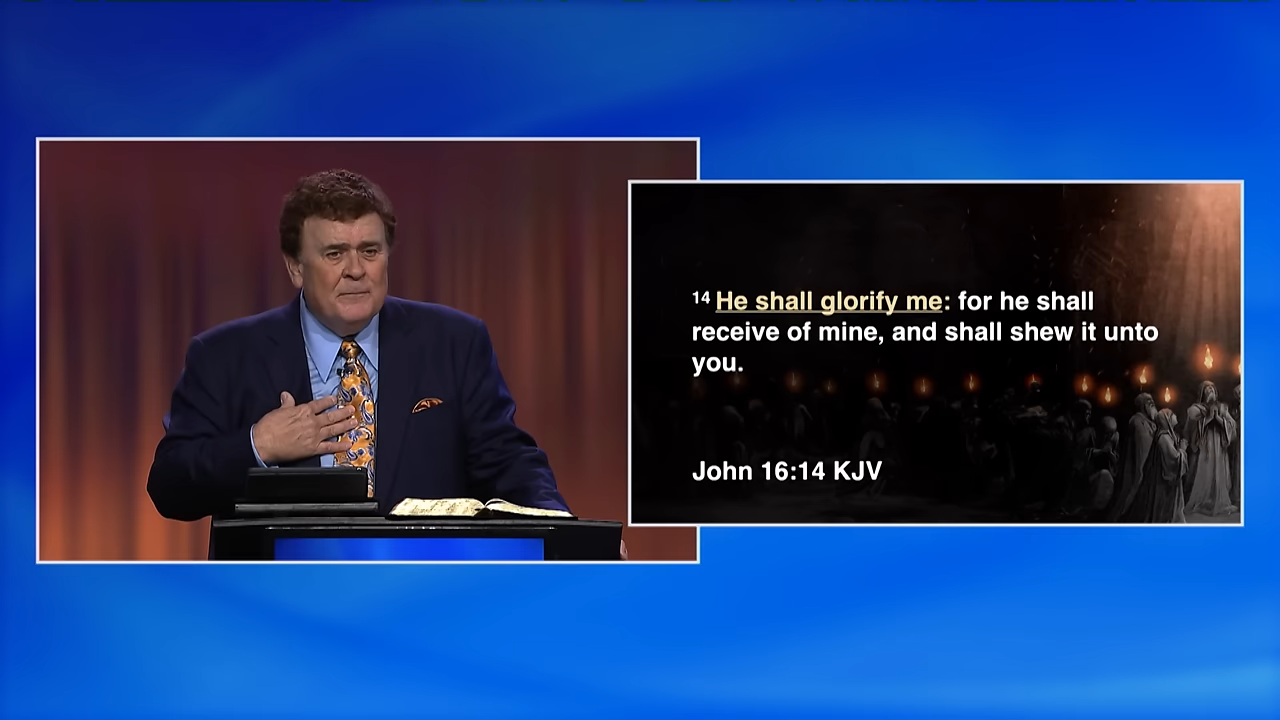 14 He shall glorify me: for he shall
receive of mine, and shall shew it unto
you.
John 16:14 KJV